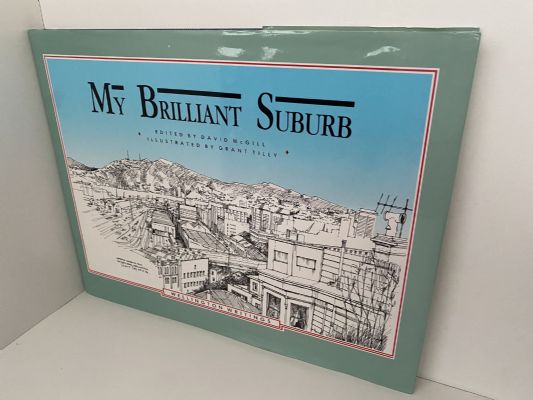 MY BRILLIANT SUBURB
EDITED BY DAVID McGILL
ILLUSTRATED BY GRANT TILLY
WELLINGTON WRITINGS